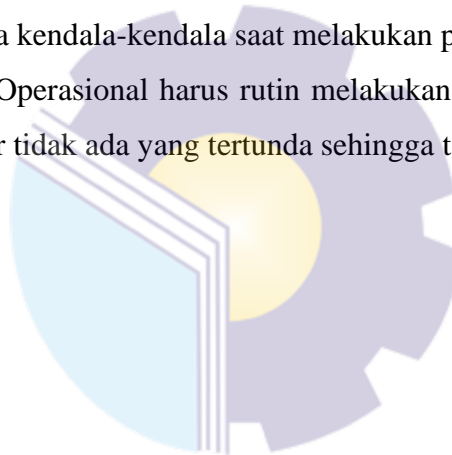 a kendala-kendala saat melakukan p
Operasional harus rutin melakukan
r tidak ada yang tertunda sehingga t